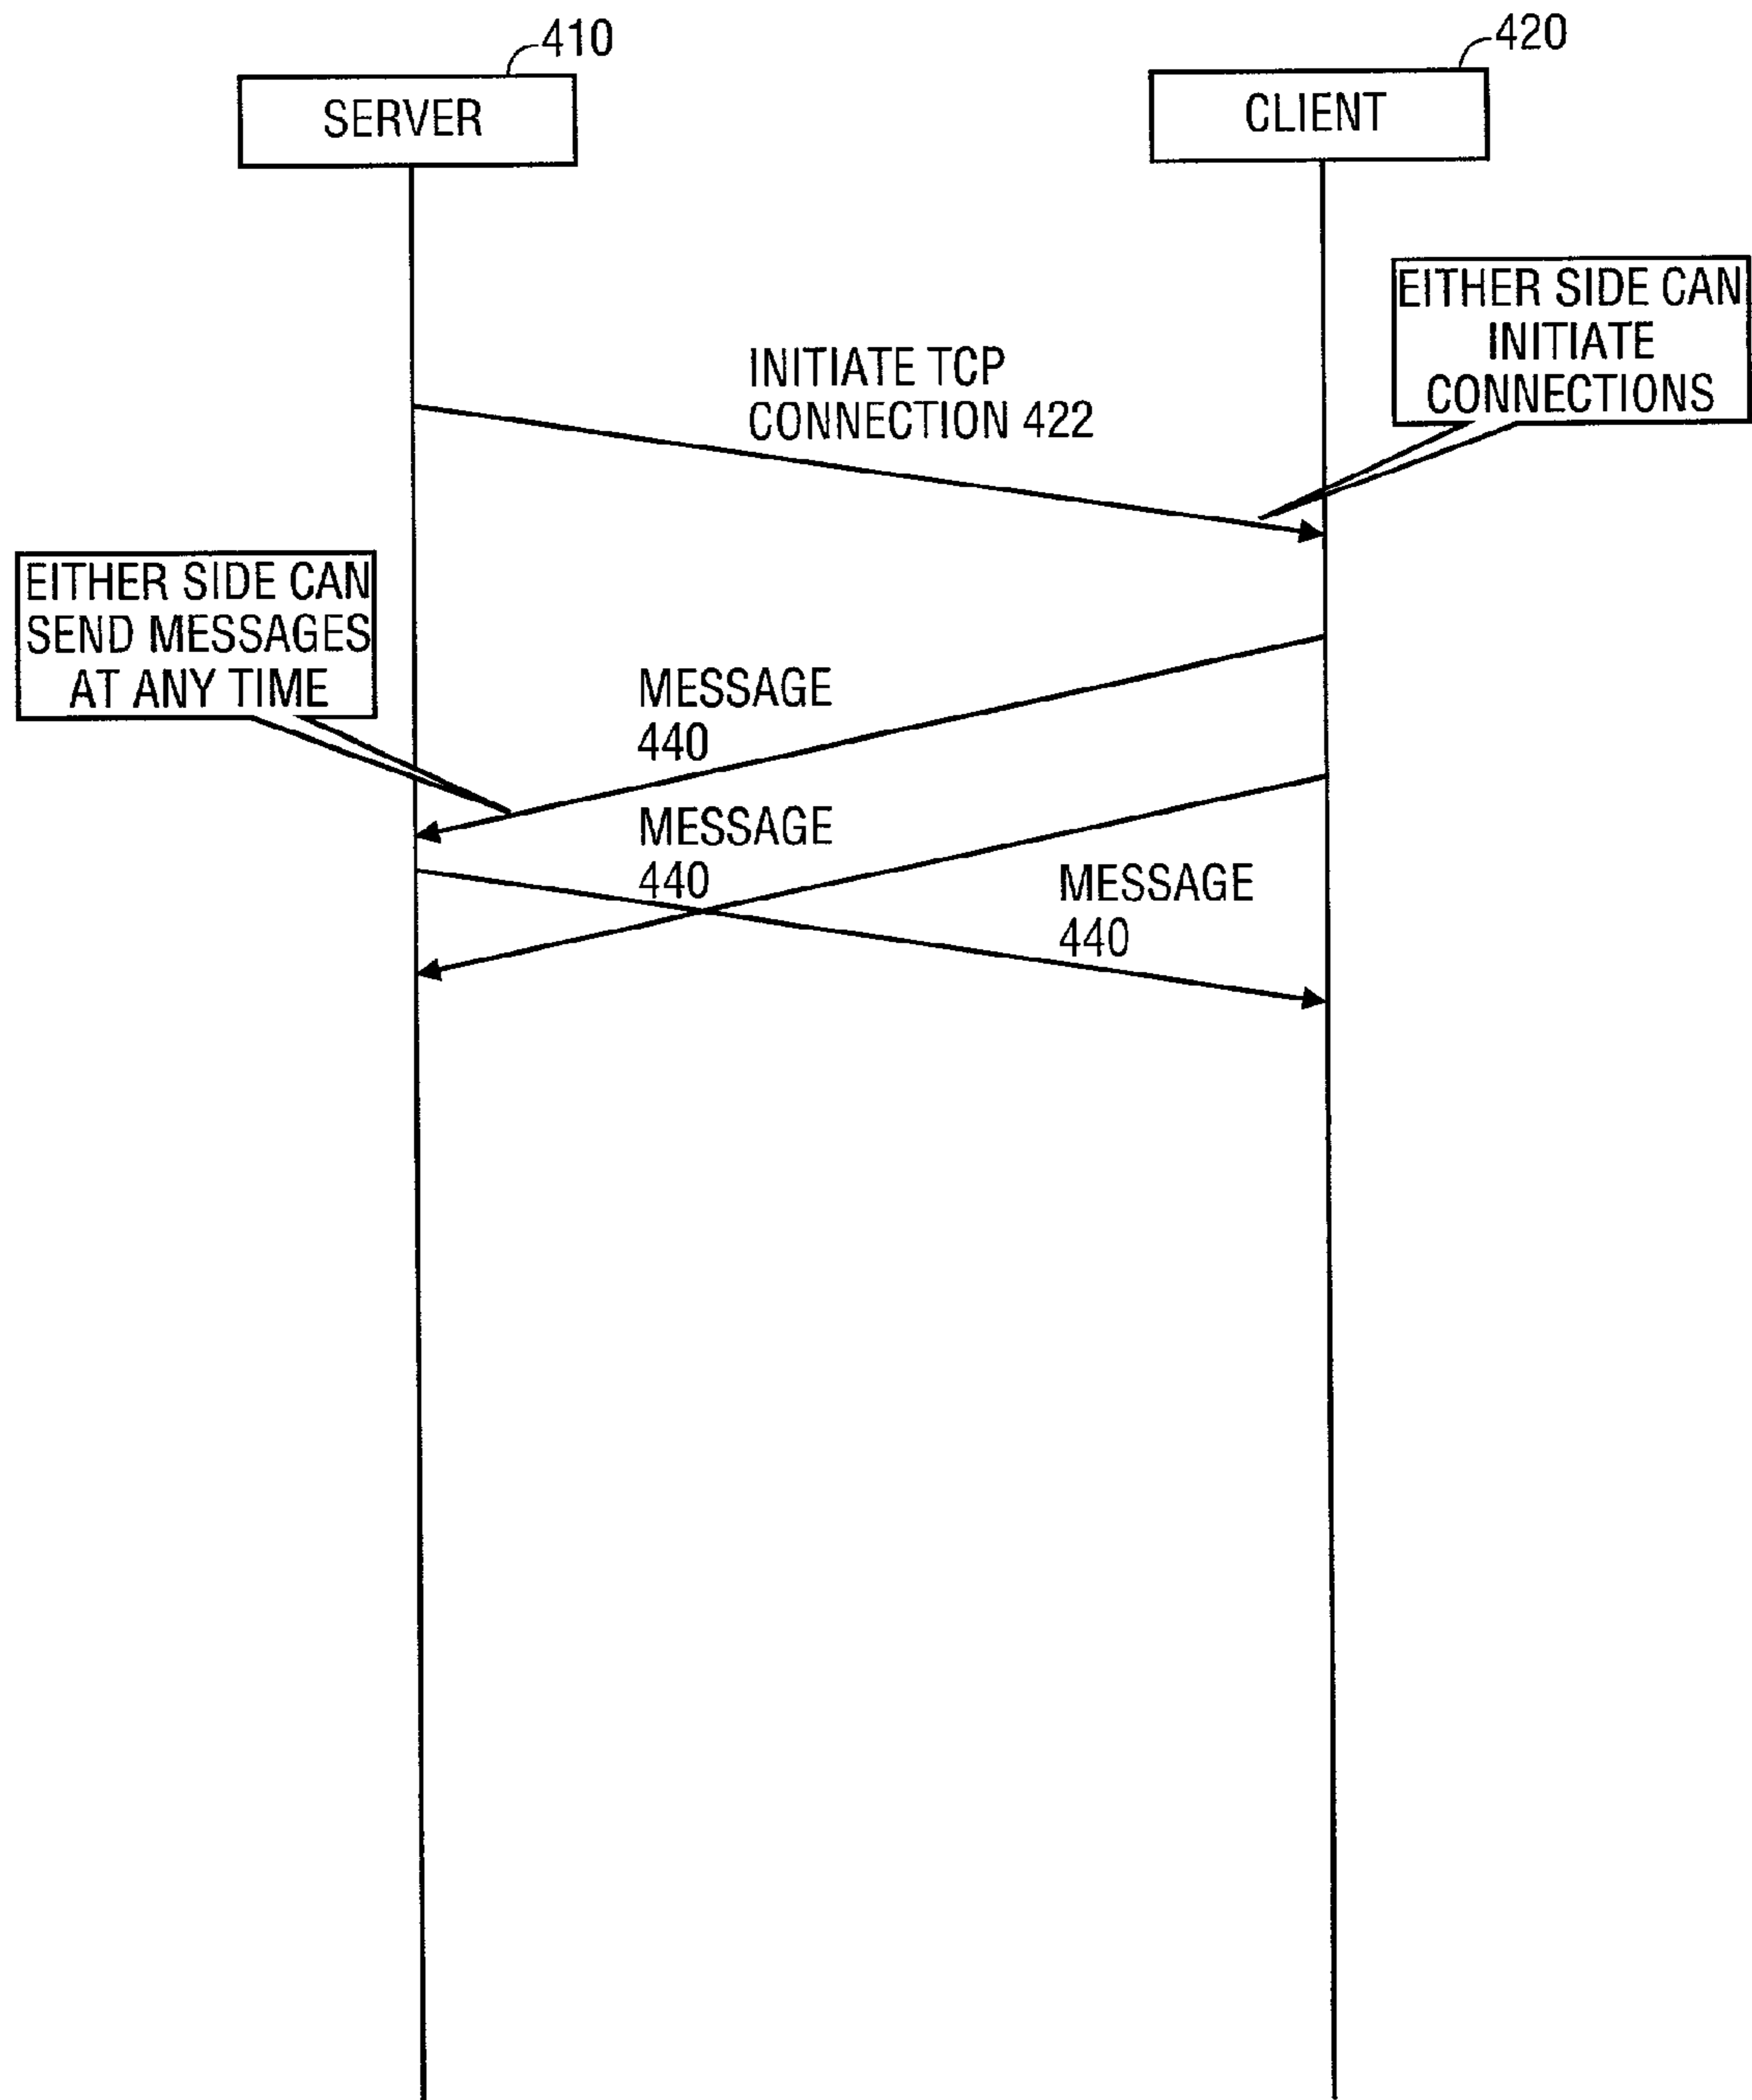 410
420
SERVER
CLIENT
EITHER SIDE CAN
INITIATE
CONNECTIONS
INITIATE TCP
CONNECTION 422
EITHER SIDE CAN
SEND MESSAGES
AT ANY TIME
MESSAGE
440
MESSAGE
440
MESSAGE
440